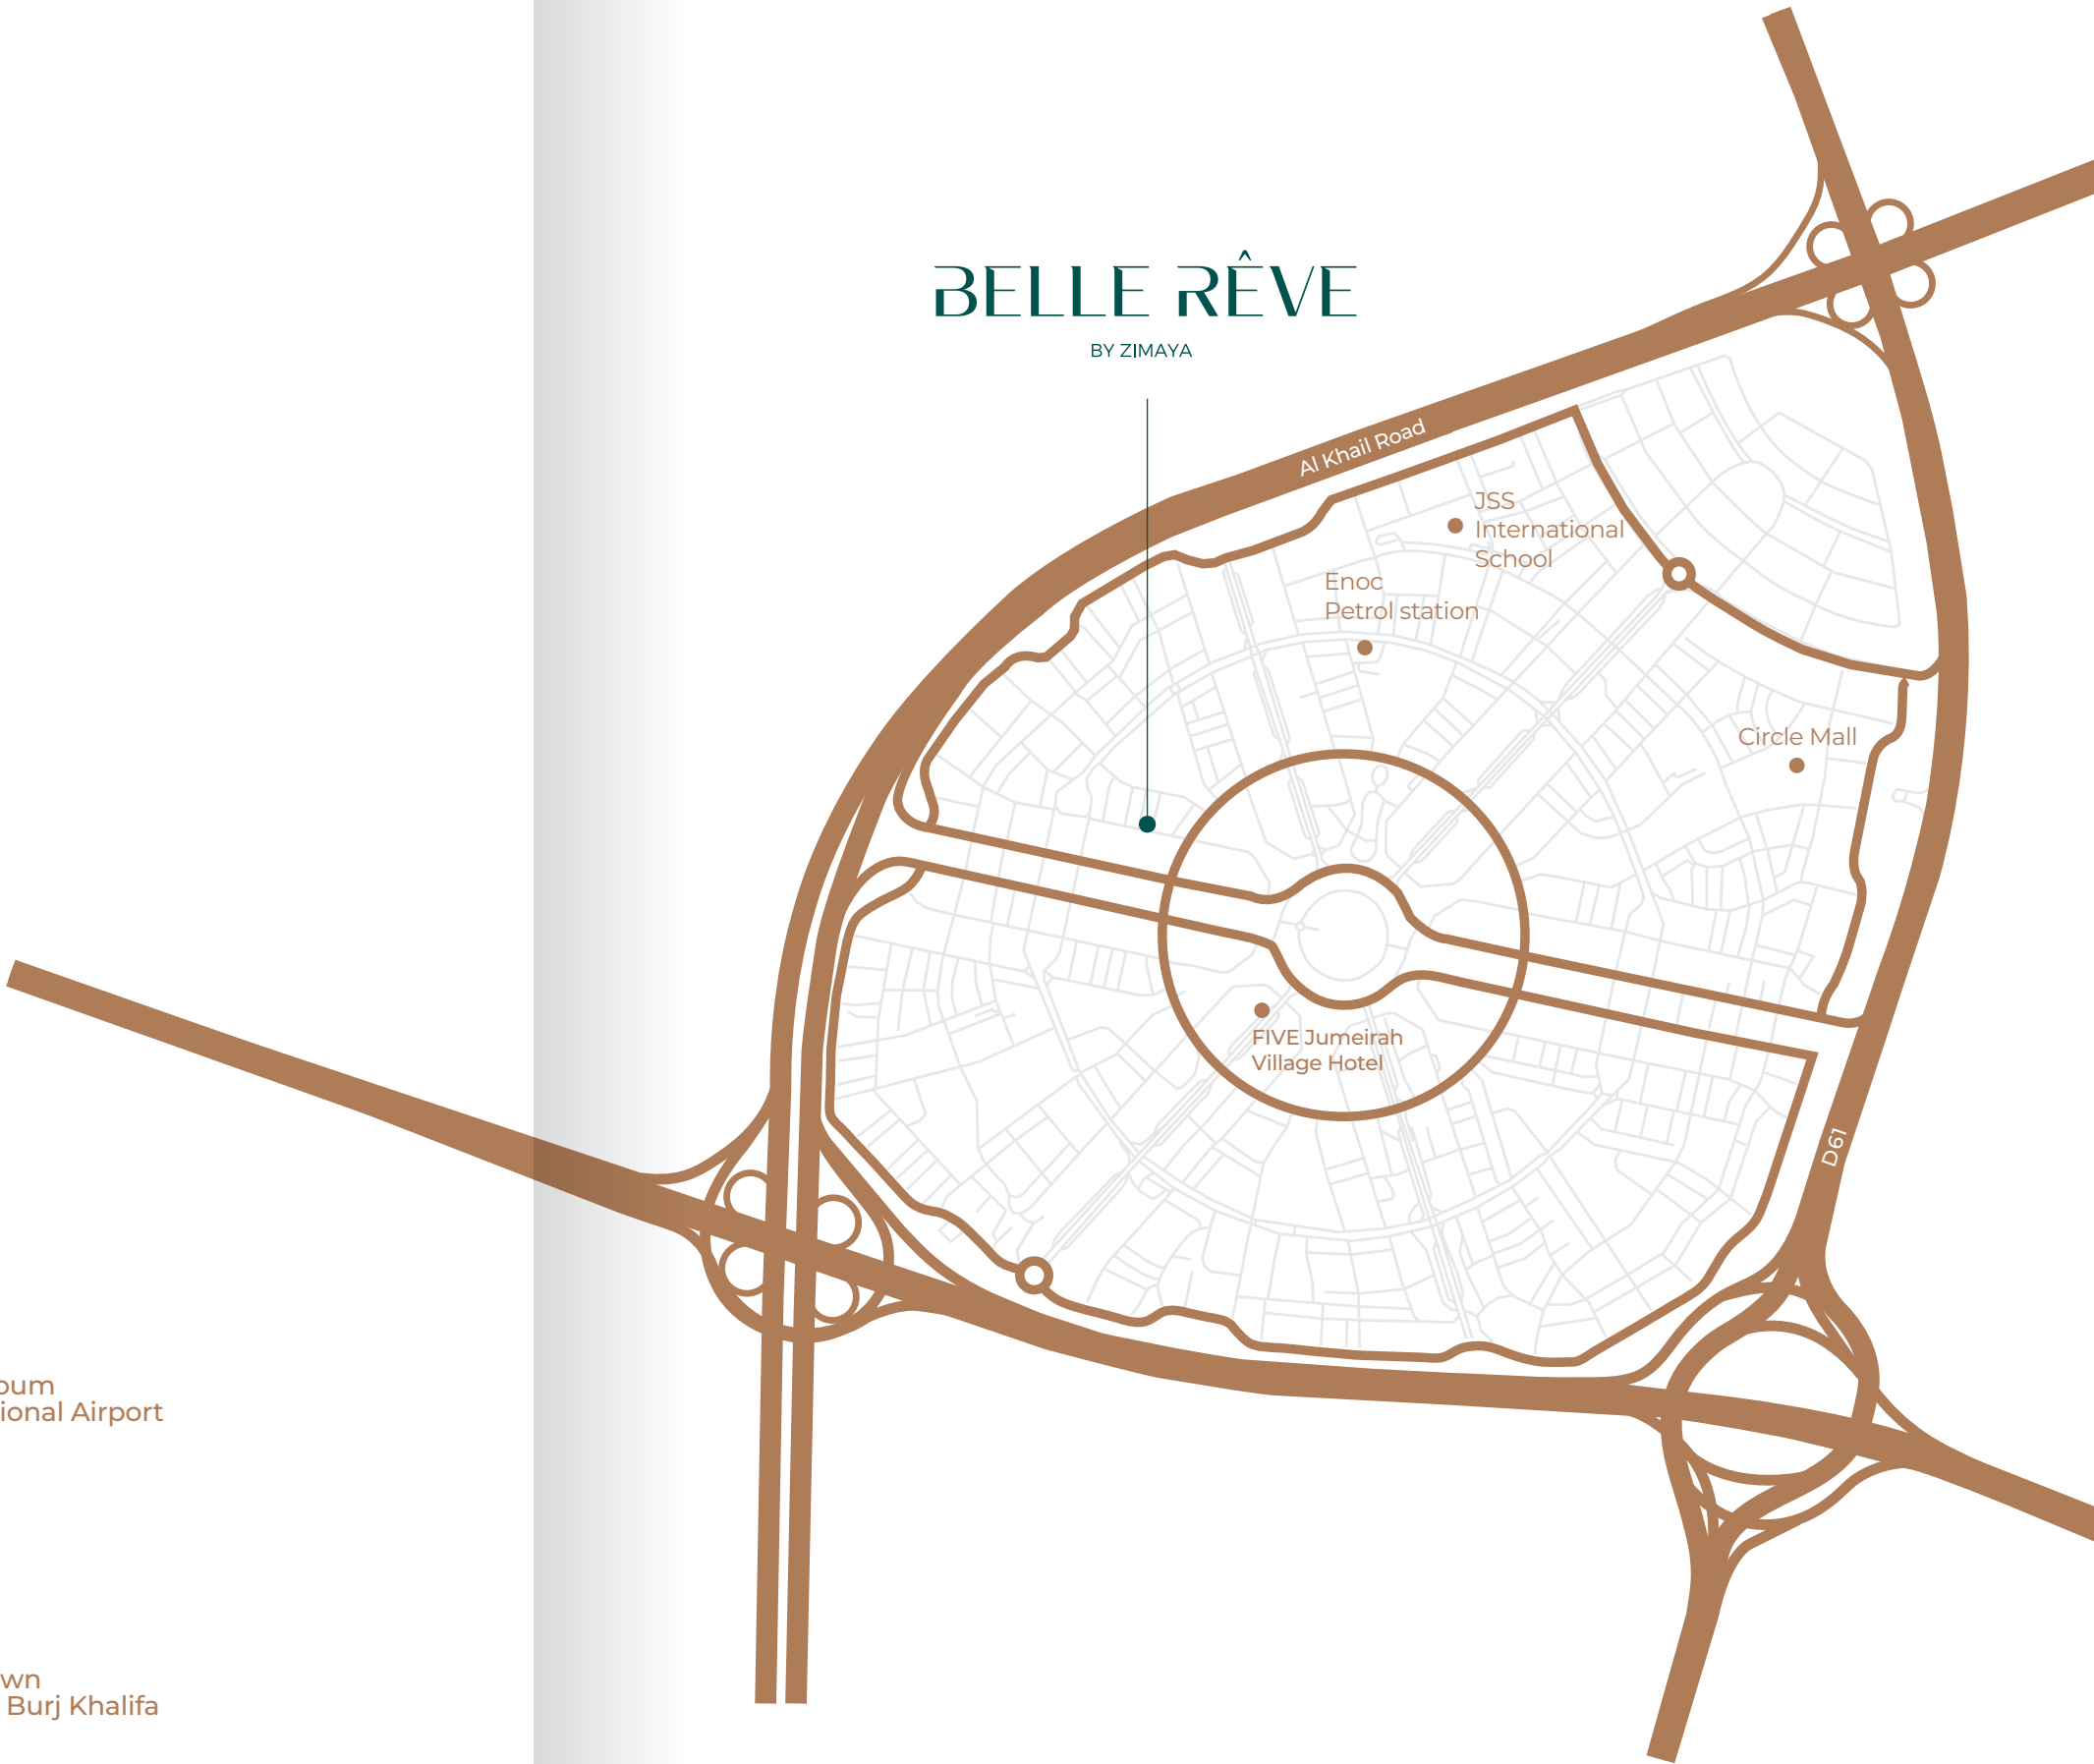 BELLE RÊVE
BY ZIMAYA
Al Khail Road
JSS
International
School
Enoc
Petrol station
Circle Mall
FIVE Jumeirah
Village Hotel
D61
Airport
Burj Khalifa